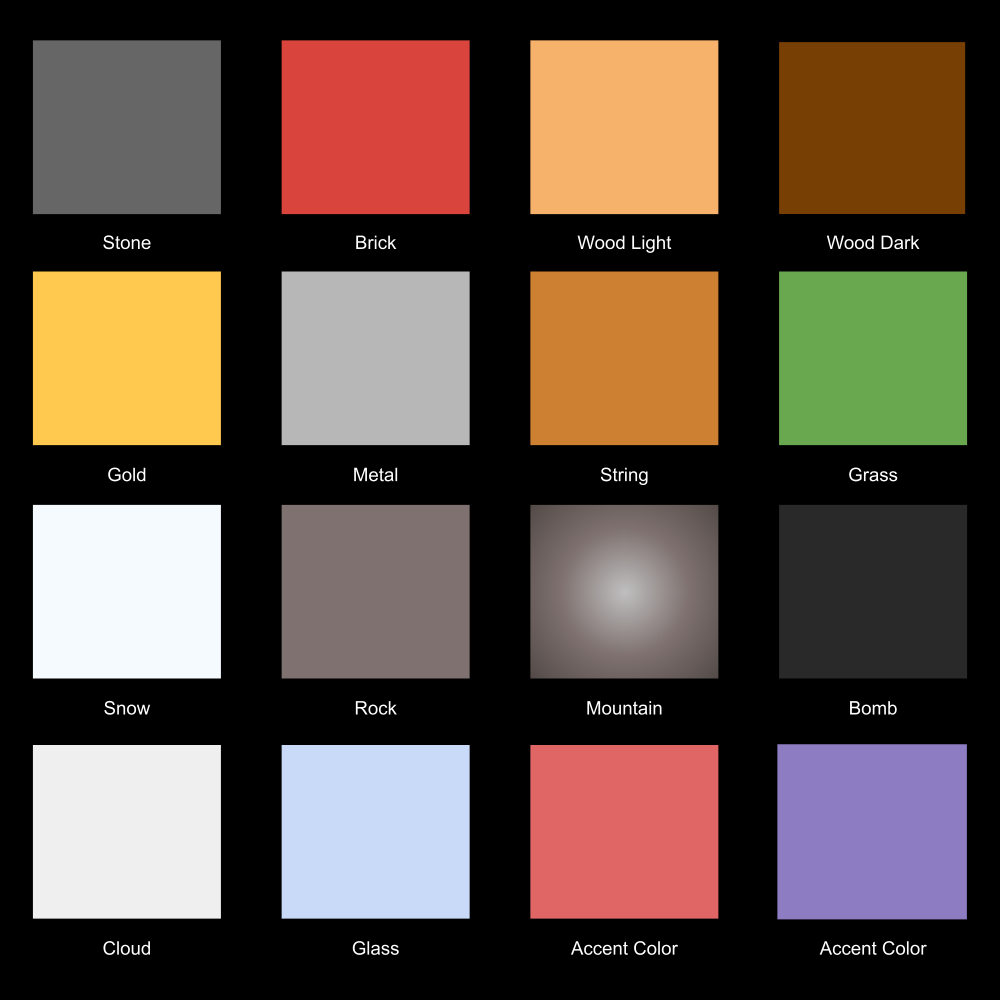 Stone
Brick
Wood Light
Wood Dark
Gold
Metal
String
Grass
Snow
Rock
Mountain
Bomb
Cloud
Glass
Accent Color
Accent Color